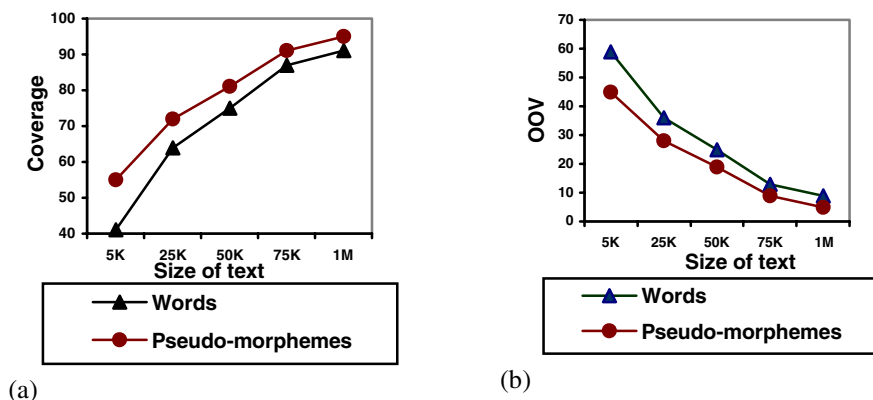 100
90
80
70
60
50
40
Coverage
5K 25K 50K 75K 1M
Size of text
Words
Pseudo-morphemes
(a)
70
60
50
40
30
20
10
0
OOV
5K 25K 50K 75K 1M
Size of text
Words
Pseudo-morphemes
(b)